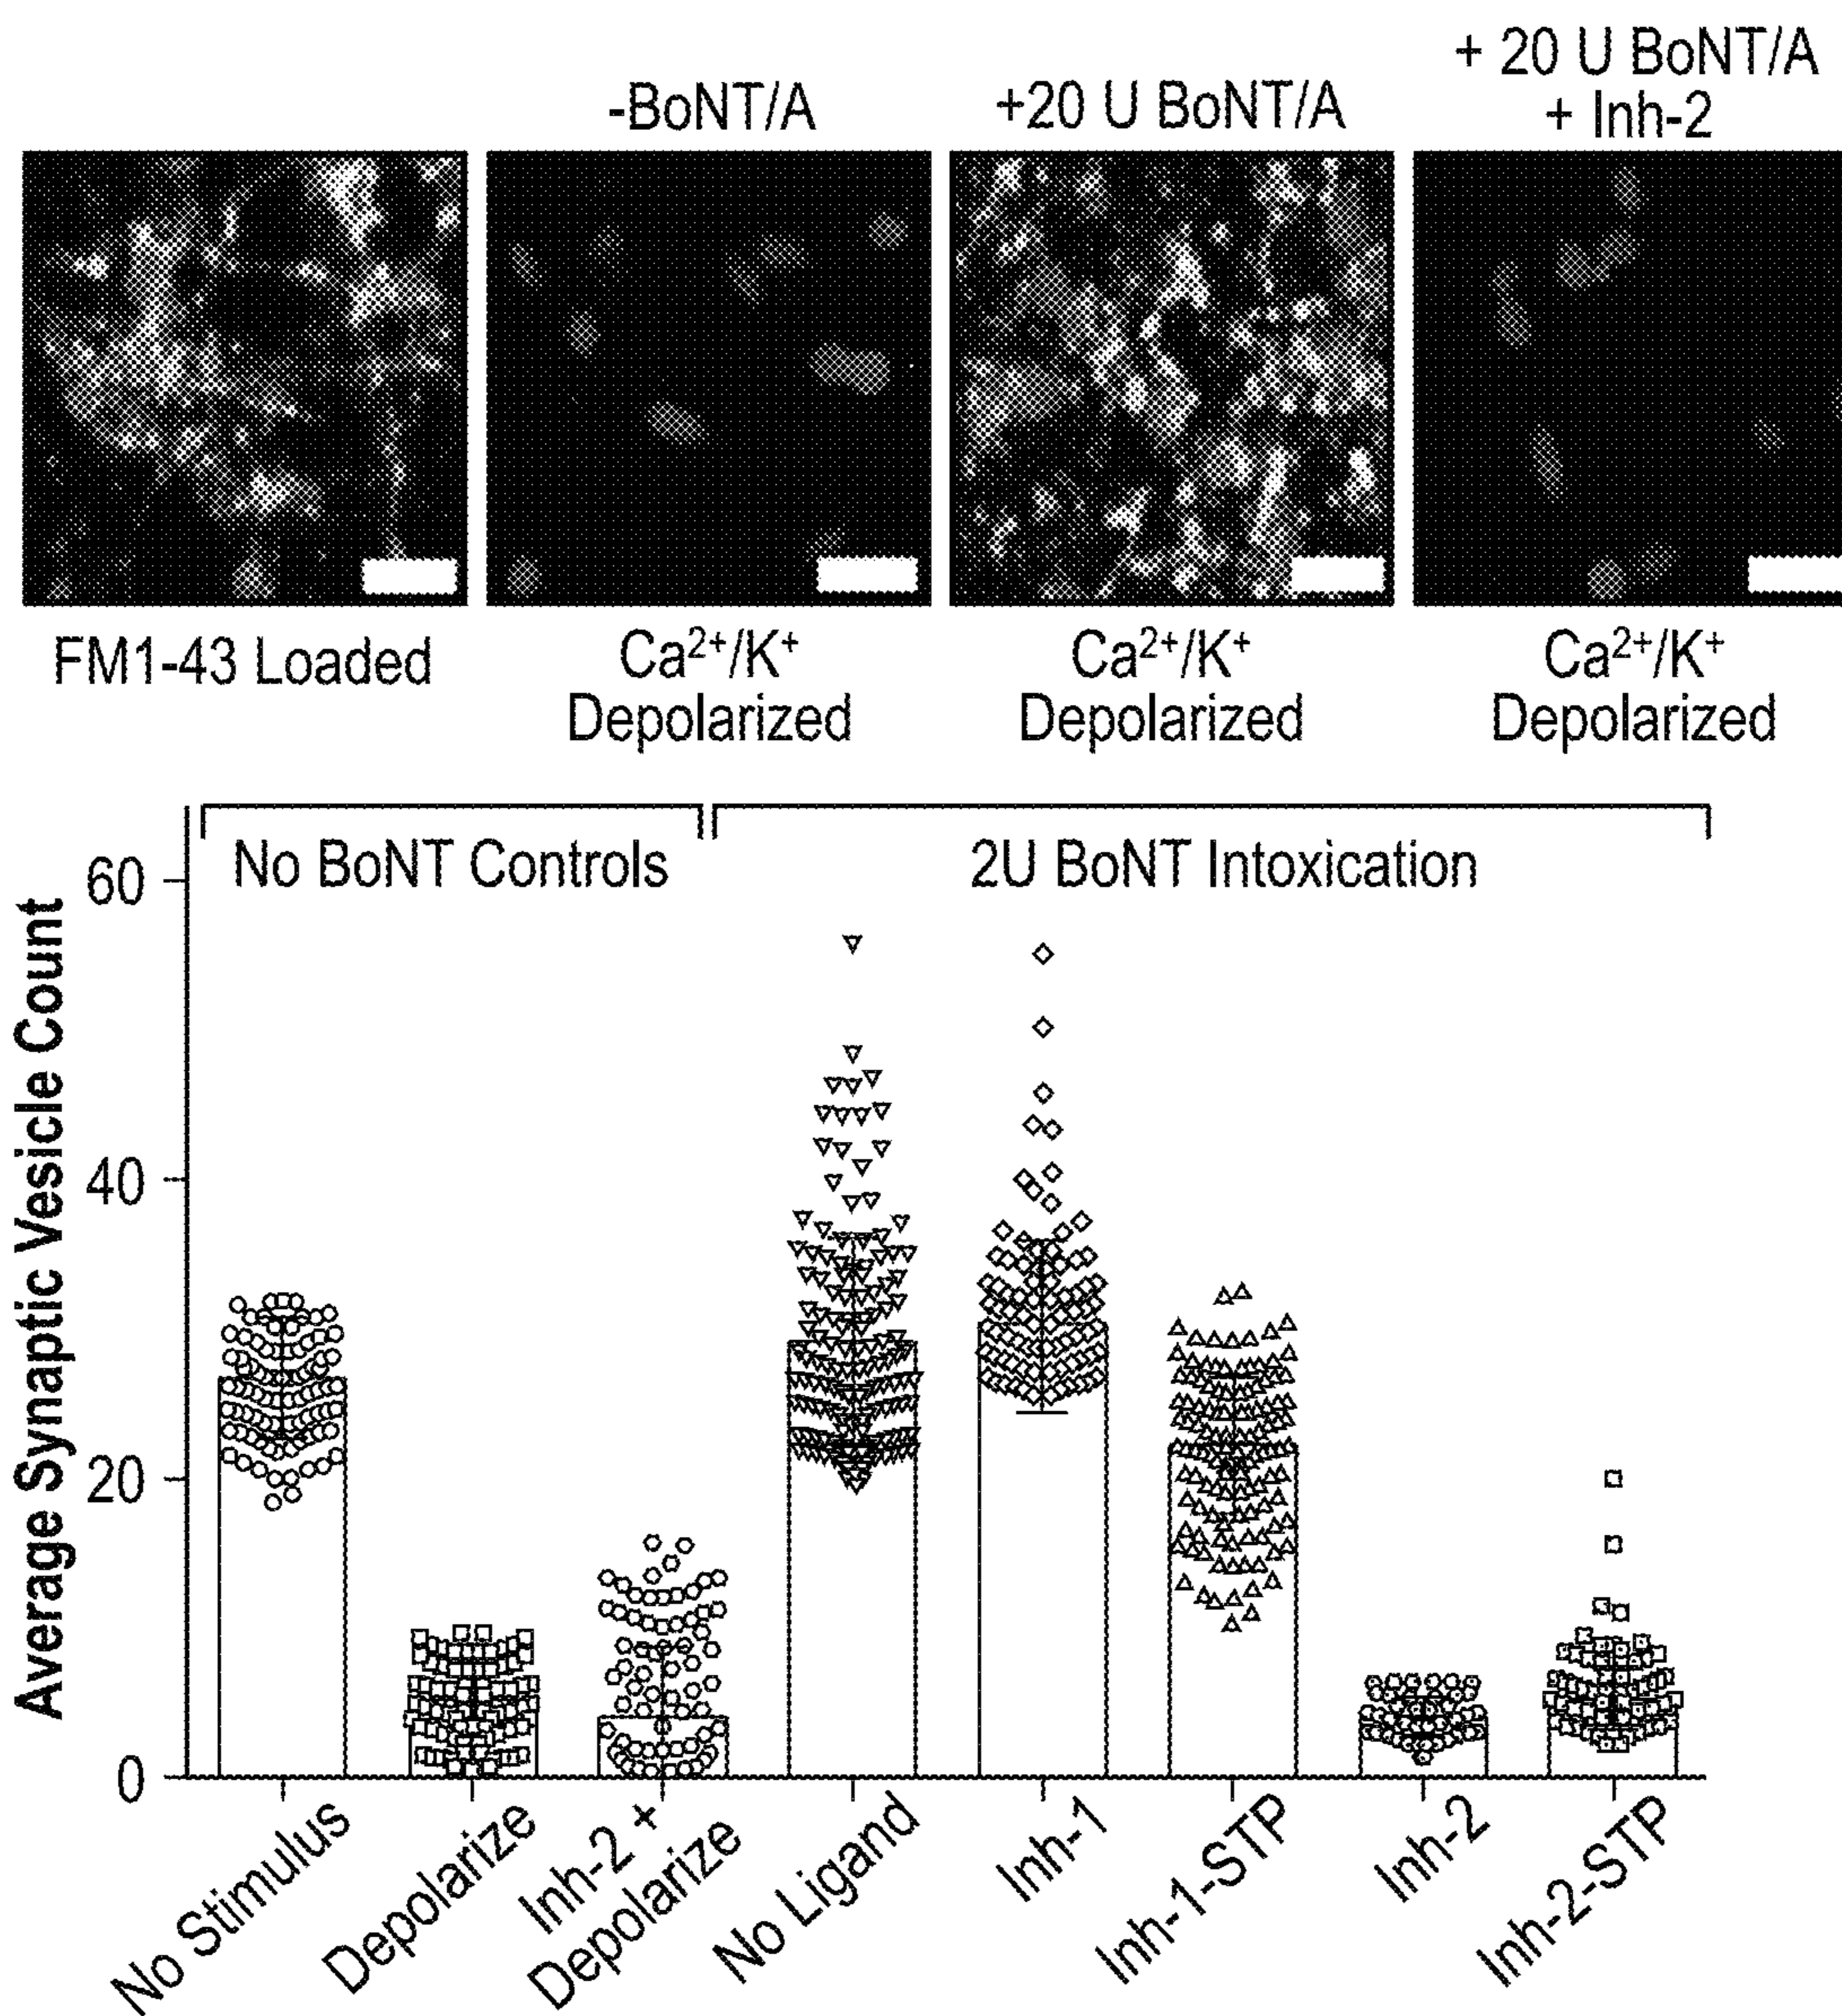 -BoNT/A
+20 U BoNT/A
+ 20 U BoNT/A
+ Inh-2
FM1-43 Loaded
Ca²⁺/K⁺
Depolarized
Ca²⁺/K⁺
Depolarized
Ca²⁺/K⁺
Depolarized
No BoNT Controls
2U BoNT Intoxication
Average Synaptic Vesicle Count
60
40
20
0
No Stimulus
Depolarize
Inh-2 +
Depolarize
No Ligand
Inh-1
Inh-1-STP
Inh-2
Inh-2-STP